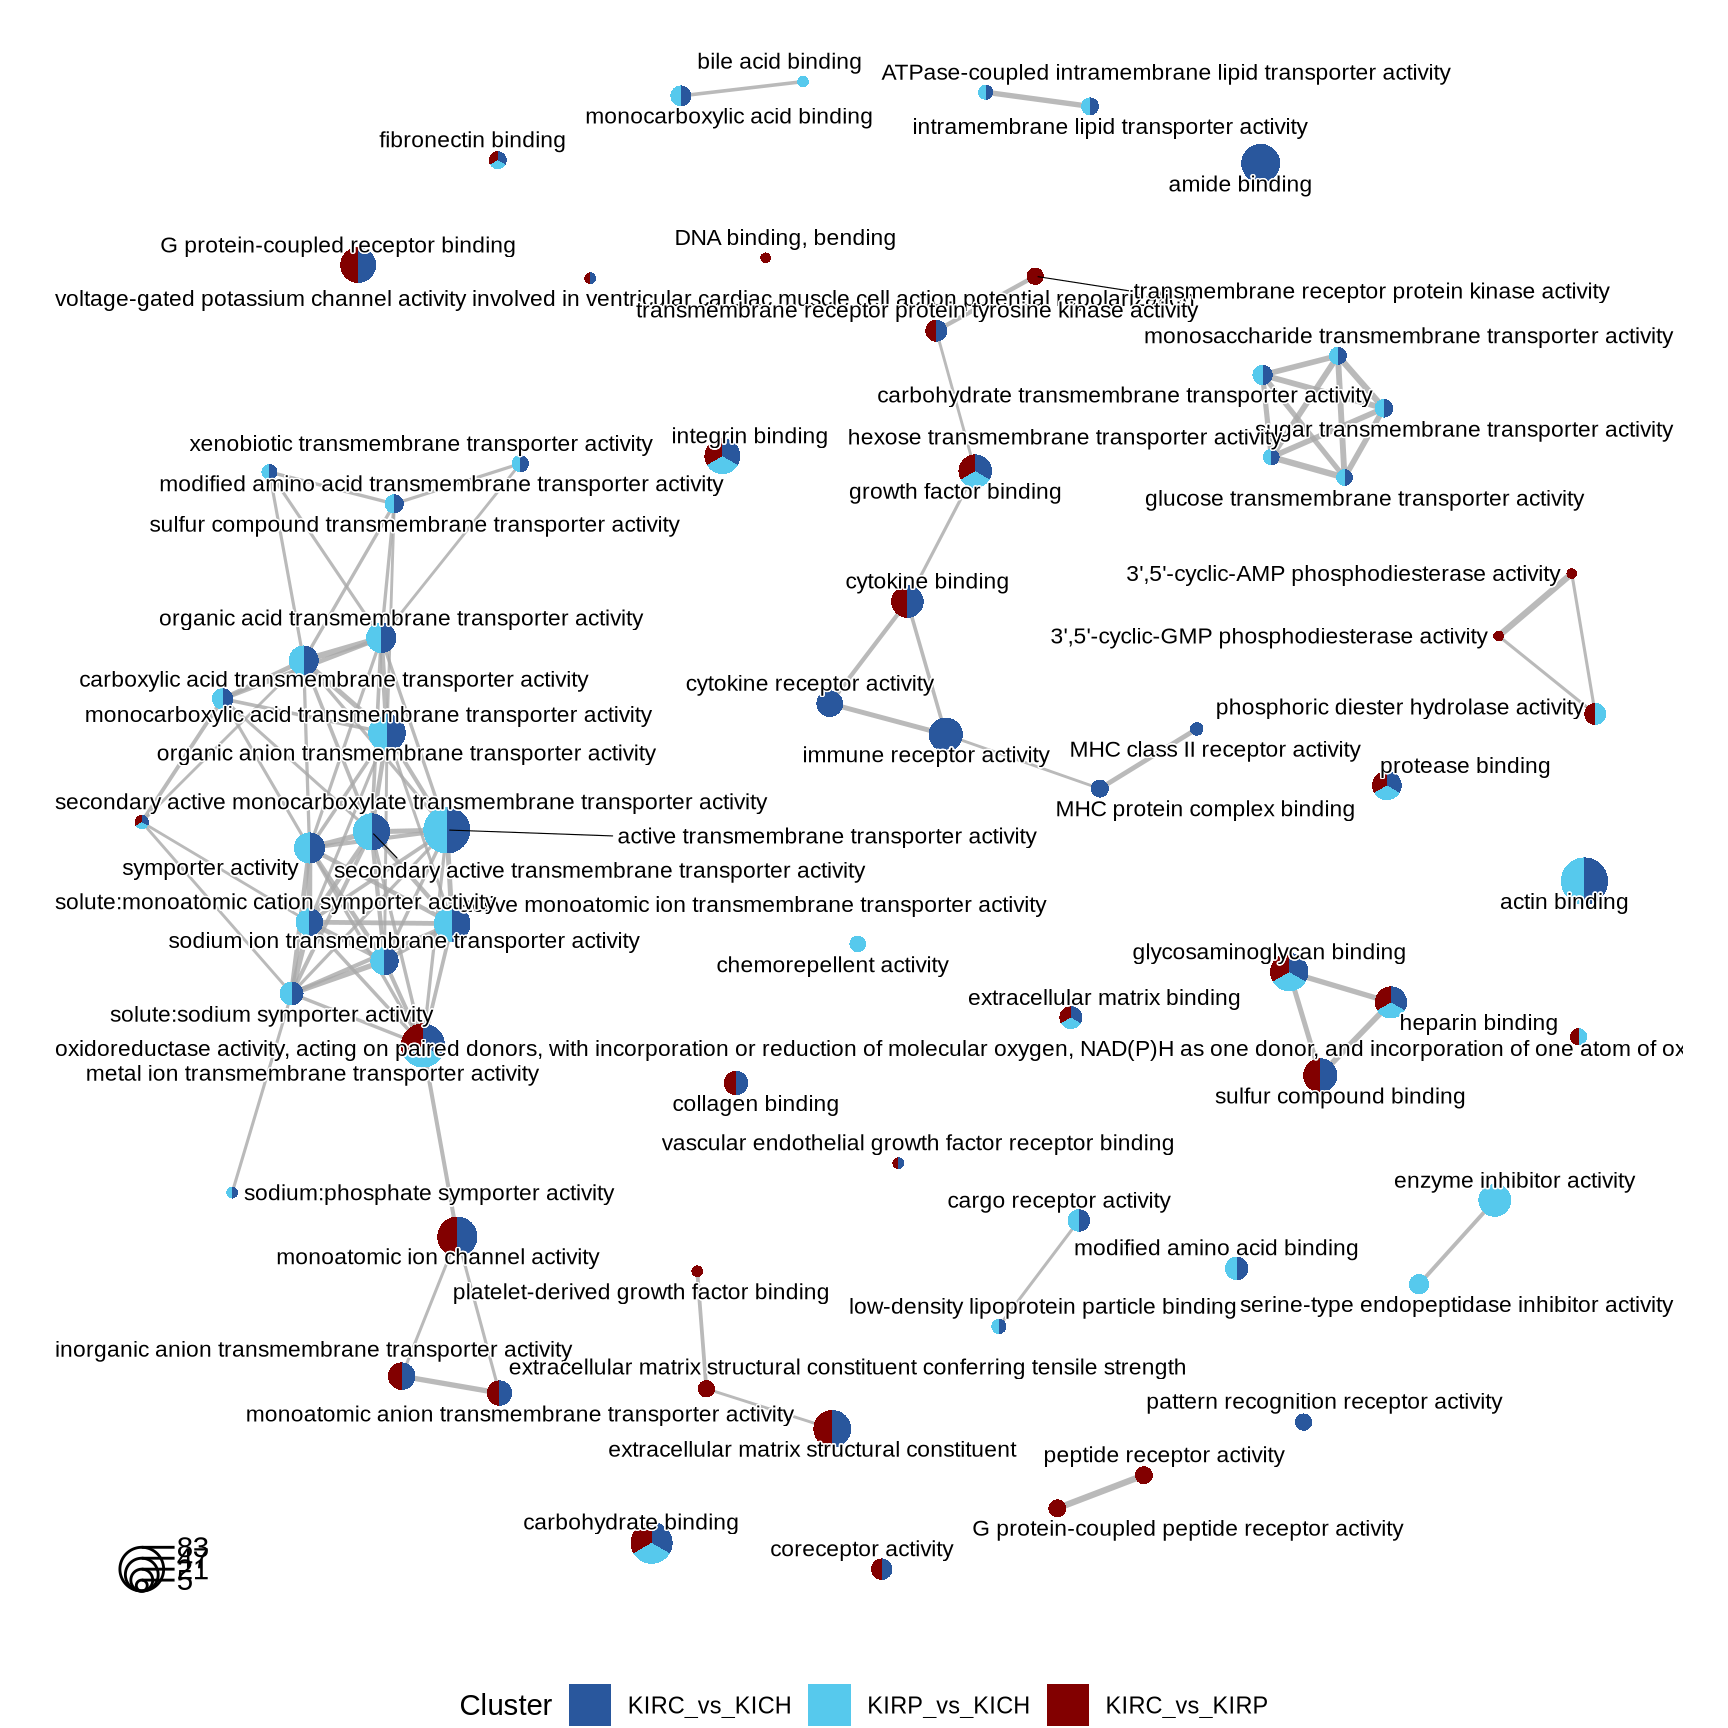 bile acid binding
ATPase-coupled intramembrane lipid transporter activity
monocarboxylic acid binding
intramembrane lipid transporter activity
fibronectin binding
amide binding
DNA binding, bending
G protein-coupled receptor binding
transmembrane receptor protein kinase activity
voltage-gated potassium channel activity involved in ventricular cardiac muscle cell action potential repolarization
transmembrane receptor protein tyrosine kinase activity
monosaccharide transmembrane transporter activity
carbohydrate transmembrane transporter activity
sugar transmembrane transporter activity
integrin binding
hexose transmembrane transporter activity
xenobiotic transmembrane transporter activity
modified amino acid transmembrane transporter activity
growth factor binding
glucose transmembrane transporter activity
sulfur compound transmembrane transporter activity
3',5'-cyclic-AMP phosphodiesterase activity
cytokine binding
organic acid transmembrane transporter activity
3',5'-cyclic-GMP phosphodiesterase activity
carboxylic acid transmembrane transporter activity
cytokine receptor activity
phosphoric diester hydrolase activity
monocarboxylic acid transmembrane transporter activity
organic anion transmembrane transporter activity
immune receptor activity
MHC class II receptor activity
protease binding
secondary active monocarboxylate transmembrane transporter activity
MHC protein complex binding
active transmembrane transporter activity
symporter activity
secondary active transmembrane transporter activity
solute:monoatomic cation symporter activity
active monoatomic ion transmembrane transporter activity
actin binding
sodium ion transmembrane transporter activity
glycosaminoglycan binding
chemorepellent activity
extracellular matrix binding
solute:sodium symporter activity
heparin binding
oxidoreductase activity, acting on paired donors, with incorporation or reduction of molecular oxygen, NAD(P)H as one donor, and incorporation of one atom of ox
metal ion transmembrane transporter activity
collagen binding
sulfur compound binding
vascular endothelial growth factor receptor binding
sodium:phosphate symporter activity
cargo receptor activity
enzyme inhibitor activity
monoatomic ion channel activity
modified amino acid binding
platelet-derived growth factor binding
low-density lipoprotein particle binding
serine-type endopeptidase inhibitor activity
inorganic anion transmembrane transporter activity
extracellular matrix structural constituent conferring tensile strength
monoatomic anion transmembrane transporter activity
pattern recognition receptor activity
extracellular matrix structural constituent
peptide receptor activity
carbohydrate binding
G protein-coupled peptide receptor activity
coreceptor activity
83
21
5
Cluster KIRC_vs_KICH KIRP_vs_KICH KIRC_vs_KIRP